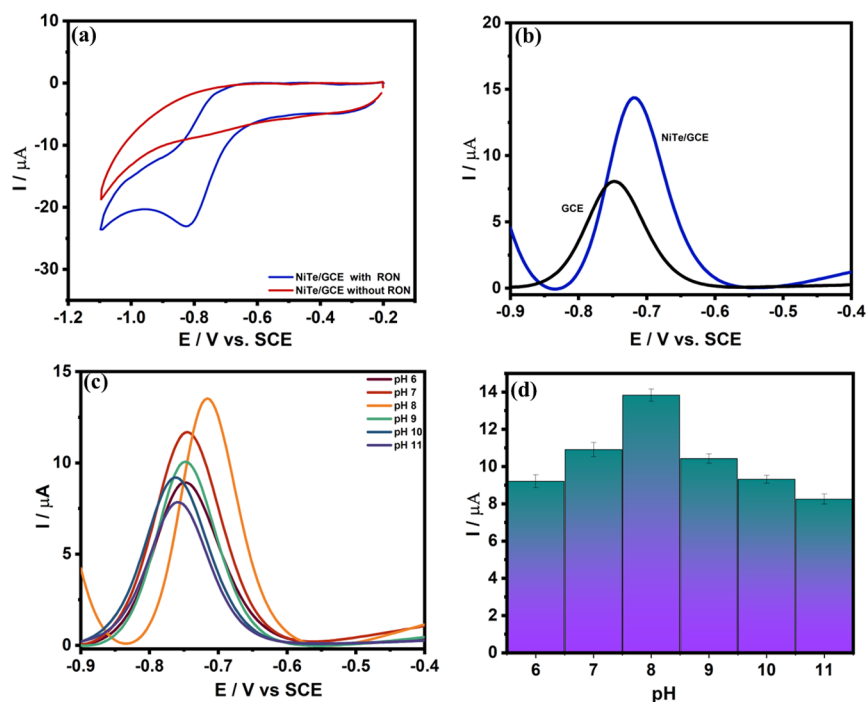 (a)
10
0
-10
-20
-30
I / μA
NiTe/GCE with RON
NiTe/GCE without RON
-1.2 -1.0 -0.8 -0.6 -0.4 -0.2
E / V vs. SCE
(b)
20
15
10
5
0
I / μA
NiTe/GCE
GCE
-0.9 -0.8 -0.7 -0.6 -0.5 -0.4
E / V vs. SCE
(c)
15
10
5
0
I / μA
pH 6
pH 7
pH 8
pH 9
pH 10
pH 11
-0.9 -0.8 -0.7 -0.6 -0.5 -0.4
E / V vs SCE
(d)
14
12
10
8
6
4
2
0
I / μA
6 7 8 9 10 11
pH